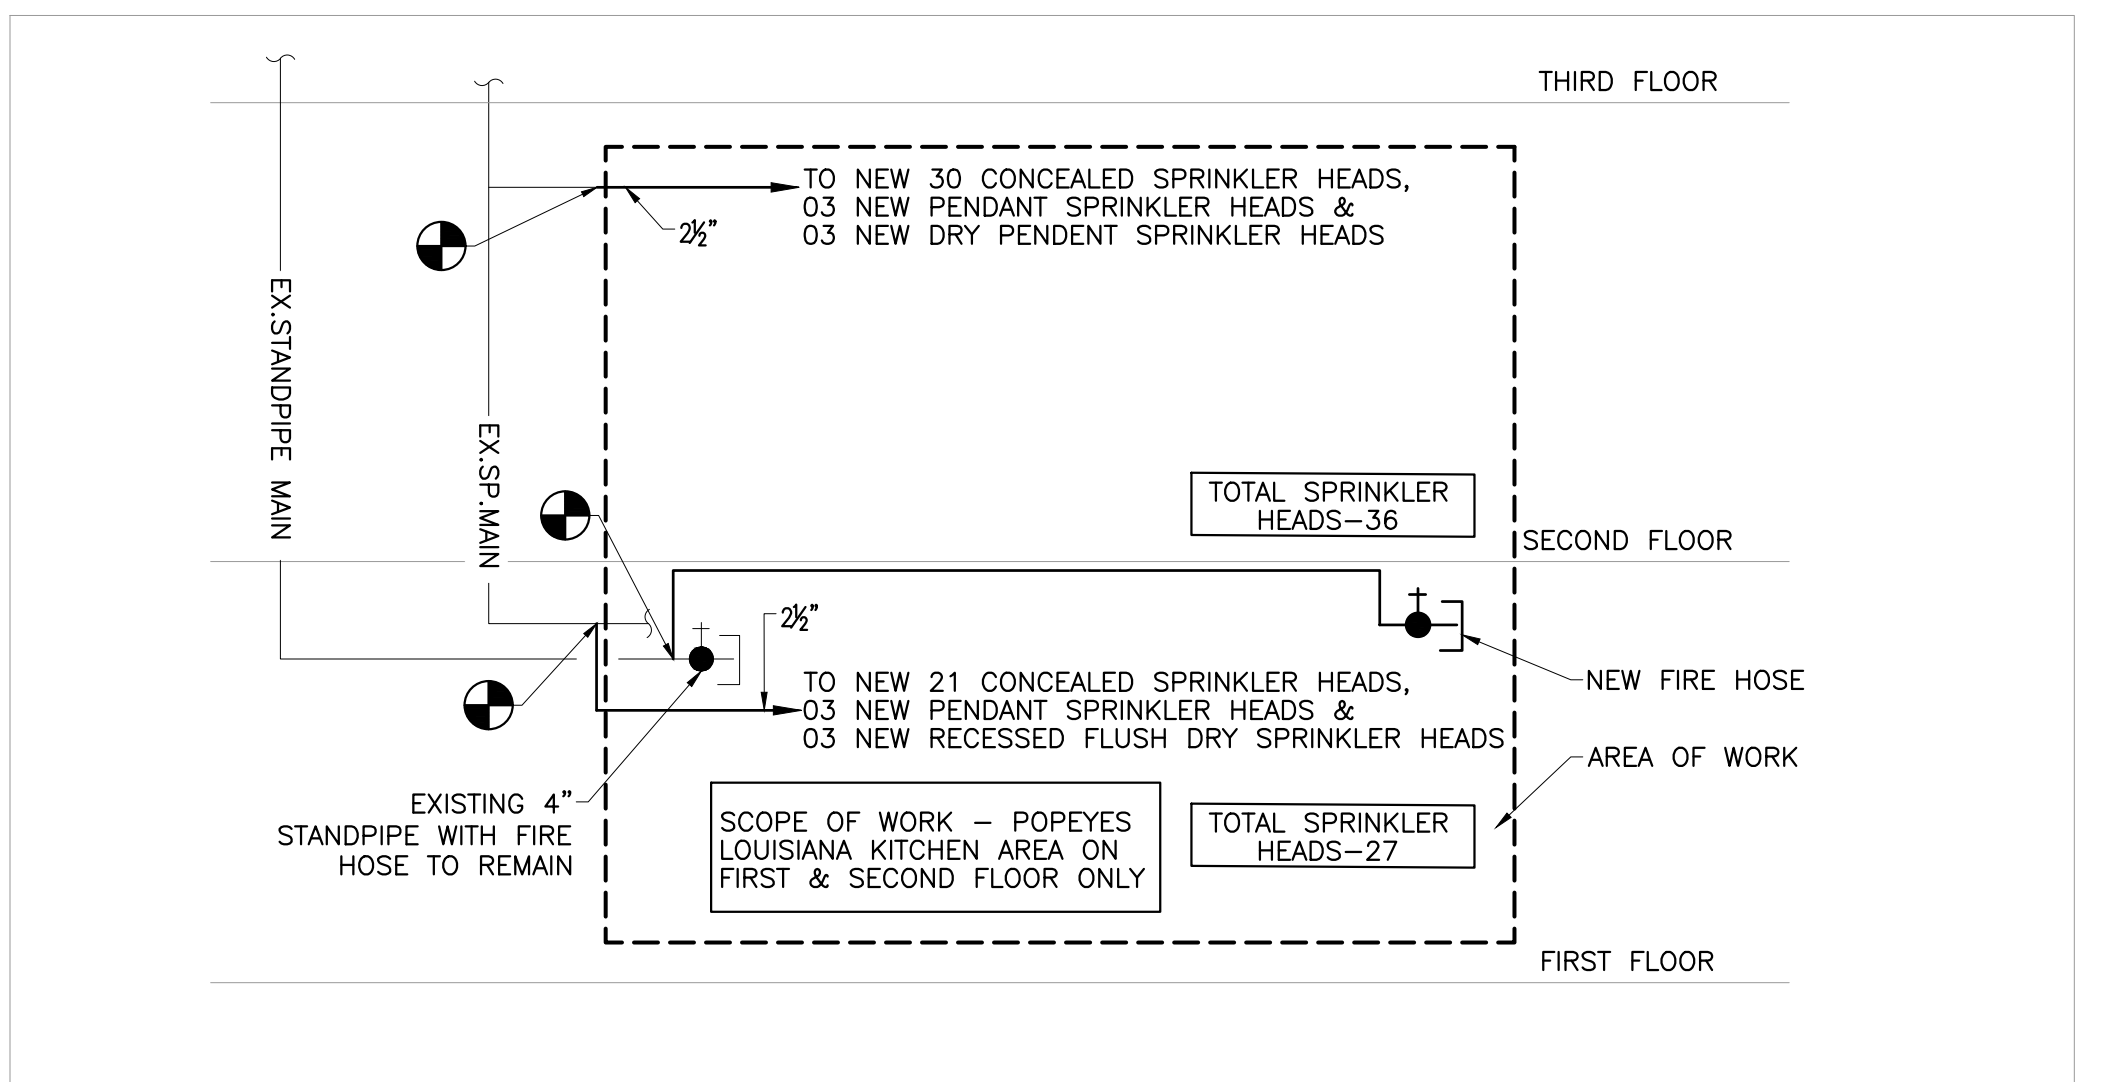 THIRD FLOOR
TO NEW 30 CONCEALED SPRINKLER HEADS,
03 NEW PENDANT SPRINKLER HEADS &
03 NEW DRY PENDENT SPRINKLER HEADS
2½"
EX.STANDPIPE MAIN
EX.SP.MAIN
TOTAL SPRINKLER
HEADS-36
SECOND FLOOR
2½"
TO NEW 21 CONCEALED SPRINKLER HEADS,
03 NEW PENDANT SPRINKLER HEADS &
03 NEW RECESSED FLUSH DRY SPRINKLER HEADS
NEW FIRE HOSE
AREA OF WORK
EXISTING 4"
STANDPIPE WITH FIRE
HOSE TO REMAIN
SCOPE OF WORK - POPEYES
LOUISIANA KITCHEN AREA ON
FIRST & SECOND FLOOR ONLY
TOTAL SPRINKLER
HEADS-27
FIRST FLOOR